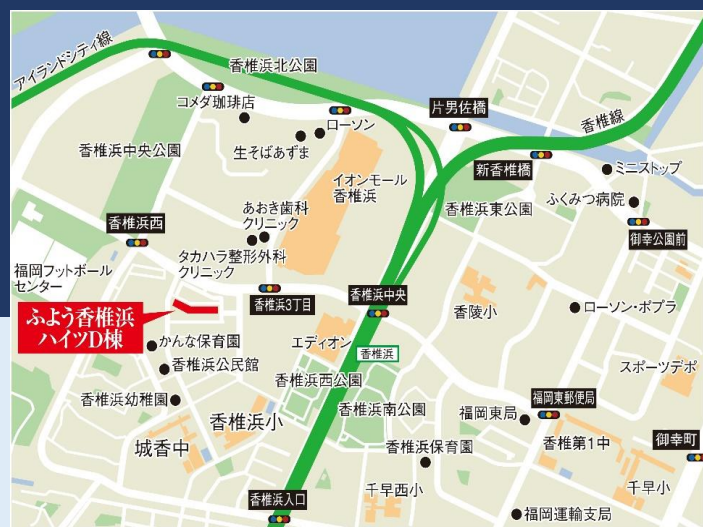 アイランドシティ線
香椎浜北公園
コメダ珈琲店
ローソン
生そばあずま
香椎浜中央公園
片男佐橋
香椎線
新香椎橋
ミニストップ
イオンモール
香椎浜
ふくみつ病院
香椎浜東公園
御幸公園前
あおき歯科
クリニック
香椎浜西
タカハラ整形外科
クリニック
福岡フットボール
センター
香椎浜3丁目
香椎浜中央
香陵小
ローソン・ポプラ
ふよう香椎浜
ハイツD棟
かんな保育園
エディオン
香椎浜
香椎浜公民館
香椎浜西公園
スポーツデポ
香椎浜幼稚園
香椎浜小
香椎浜南公園
福岡東局
福岡東郵便局
城香中
香椎浜保育園
香椎第1中
御幸町
千早西小
千早小
香椎浜入口
福岡運輸支局